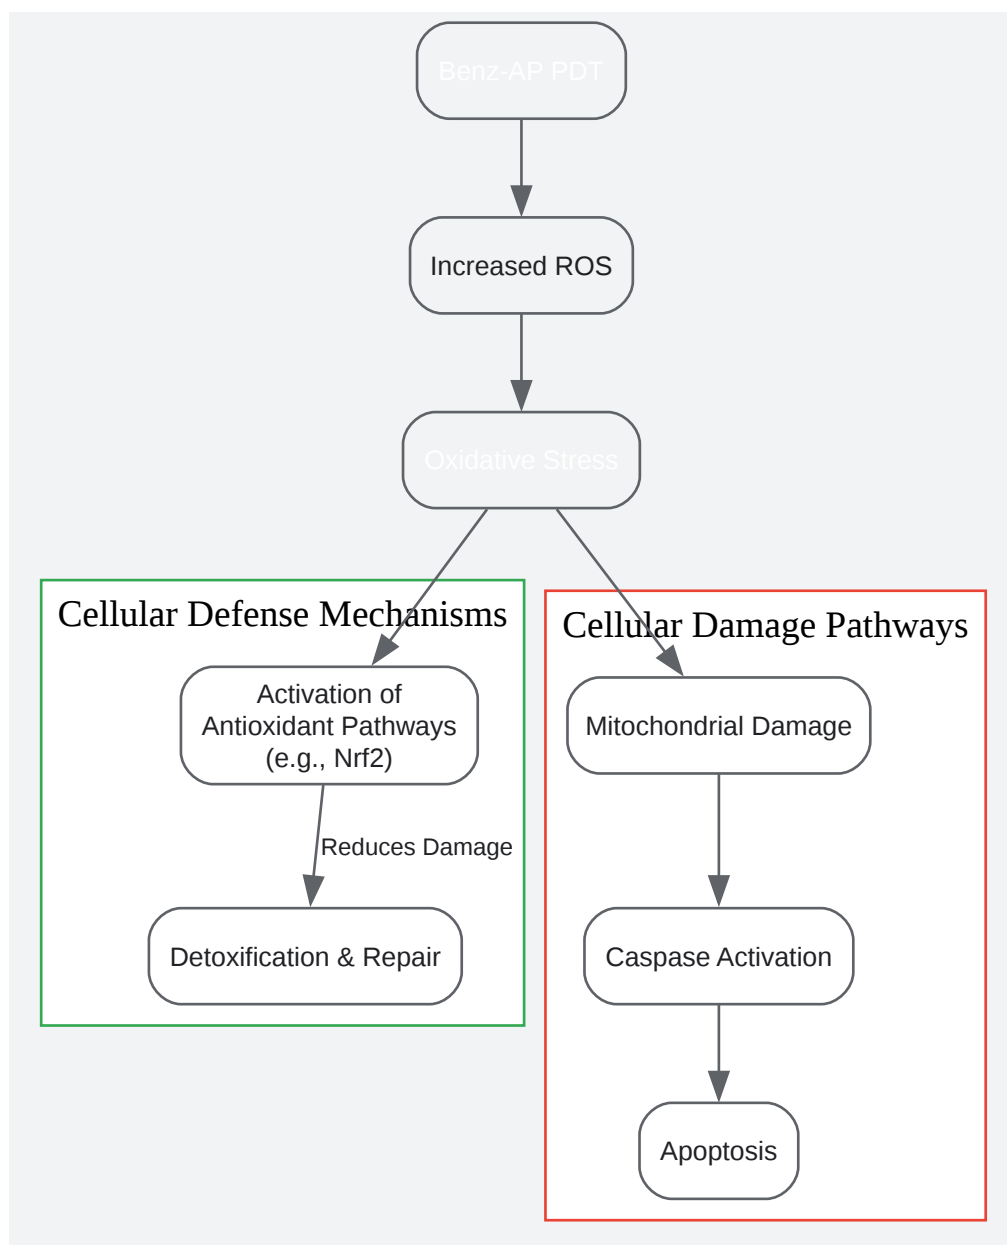 Benz-AP PDT
Increased ROS
Oxidative Stress
Cellular Defense Mechanisms
Activation of
Antioxidant Pathways
(e.g., Nrf2)
Reduces Damage
Detoxification & Repair
Cellular Damage Pathways
Mitochondrial Damage
Caspase Activation
Apoptosis